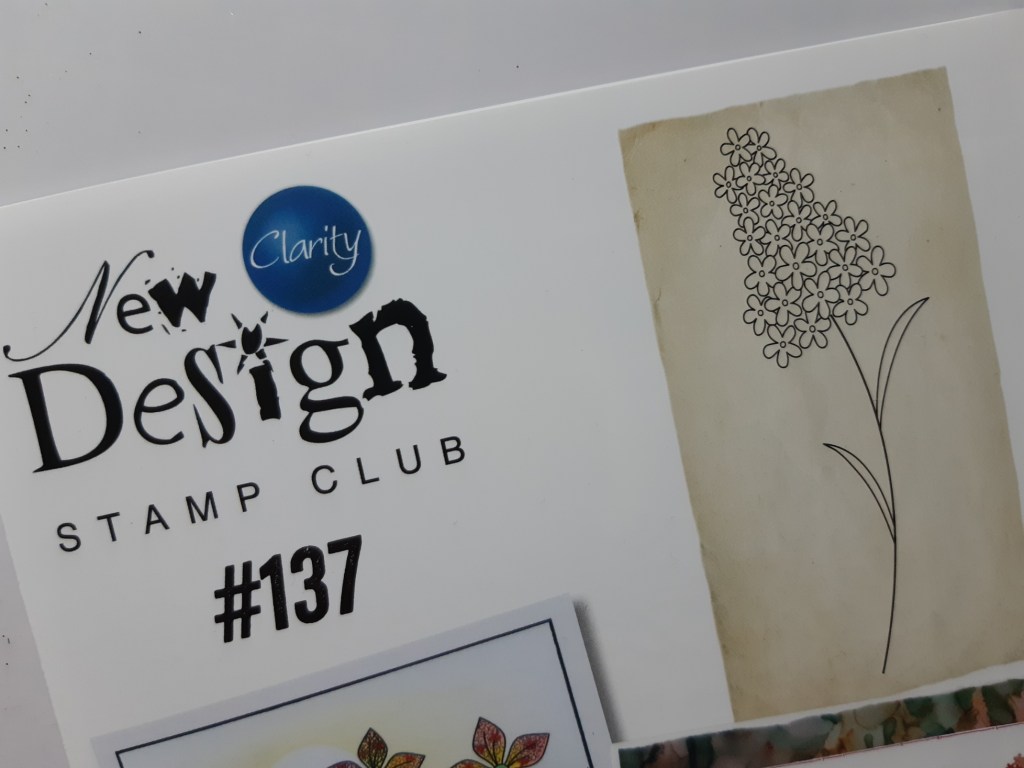 Clarity
New
Design
STAMP CLUB
#137